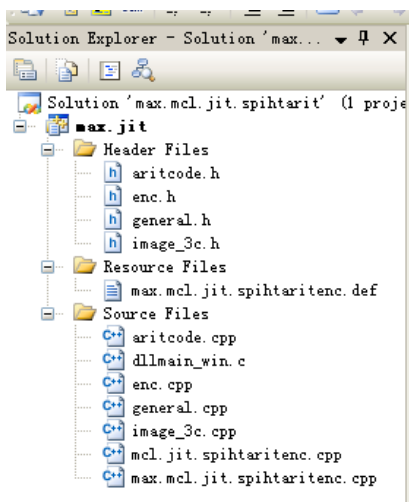 Solution Explorer - Solution 'max...
Solution 'max.mcl.jit.spihtarit' (1 proje
max.jit
Header Files
aritcode.h
enc.h
general.h
image_3c.h
Resource Files
max.mcl.jit.spihtaritenc.def
Source Files
aritcode.cpp
dllmain_win.c
enc.cpp
general.cpp
image_3c.cpp
mcl.jit.spihtaritenc.cpp
max.mcl.jit.spihtaritenc.cpp